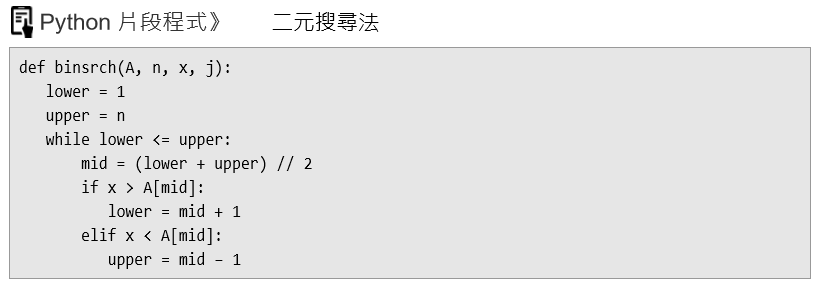 Python 片段程式》 二元搜尋法
def binsrch(A, n, x, j):
   lower = 1
   upper = n
   while lower <= upper:
       mid = (lower + upper) // 2
       if x > A[mid]:
          lower = mid + 1
       elif x < A[mid]:
          upper = mid - 1